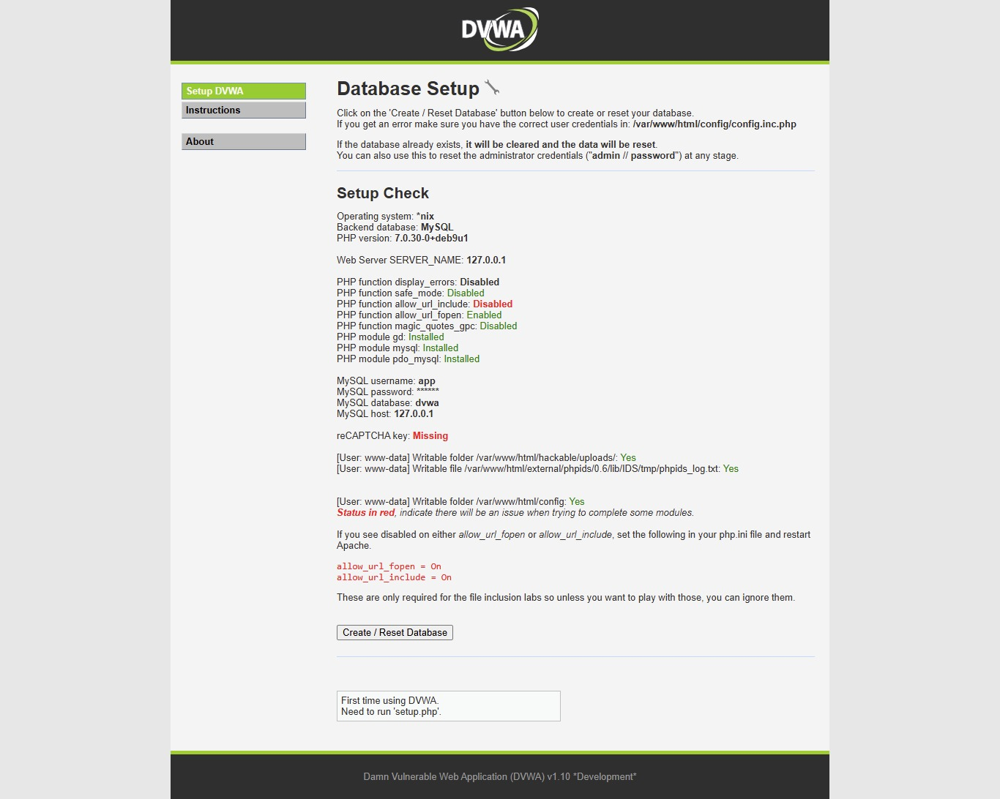 DVWA
Setup DVWA
Instructions
About
Database Setup
Click on the 'Create / Reset Database' button below to create or reset your database.
If you get an error make sure you have the correct user credentials in: /var/www/html/config/config.inc.php
If the database already exists, it will be cleared and the data will be reset.
You can also use this to reset the administrator credentials ("admin // password") at any stage.
Setup Check
Operating system: *nix
Backend database: MySQL
PHP version: 7.0.30-0+deb9u1
Web Server SERVER_NAME: 127.0.0.1
PHP function display_errors: Disabled
PHP function safe_mode: Disabled
PHP function allow_url_include: Disabled
PHP function allow_url_fopen: Enabled
PHP function magic_quotes_gpc: Disabled
PHP module gd: Installed
PHP module mysql: Installed
PHP module pdo_mysql: Installed
MySQL username: app
MySQL password: ******
MySQL database: dvwa
MySQL host: 127.0.0.1
reCAPTCHA key: Missing
[User: www-data] Writable folder /var/www/html/hackable/uploads/: Yes
[User: www-data] Writable file /var/www/html/external/phpids/0.6/lib/IDS/tmp/phpids_log.txt: Yes
[User: www-data] Writable folder /var/www/html/config: Yes
Status in red, indicate there will be an issue when trying to complete some modules.
If you see disabled on either allow_url_fopen or allow_url_include, set the following in your php.ini file and restart
Apache.
allow_url_fopen = On
allow_url_include = On
These are only required for the file inclusion labs so unless you want to play with those, you can ignore them.
Create / Reset Database
First time using DVWA.
Need to run 'setup.php'.
Damn Vulnerable Web Application (DVWA) v1.10 *Development*